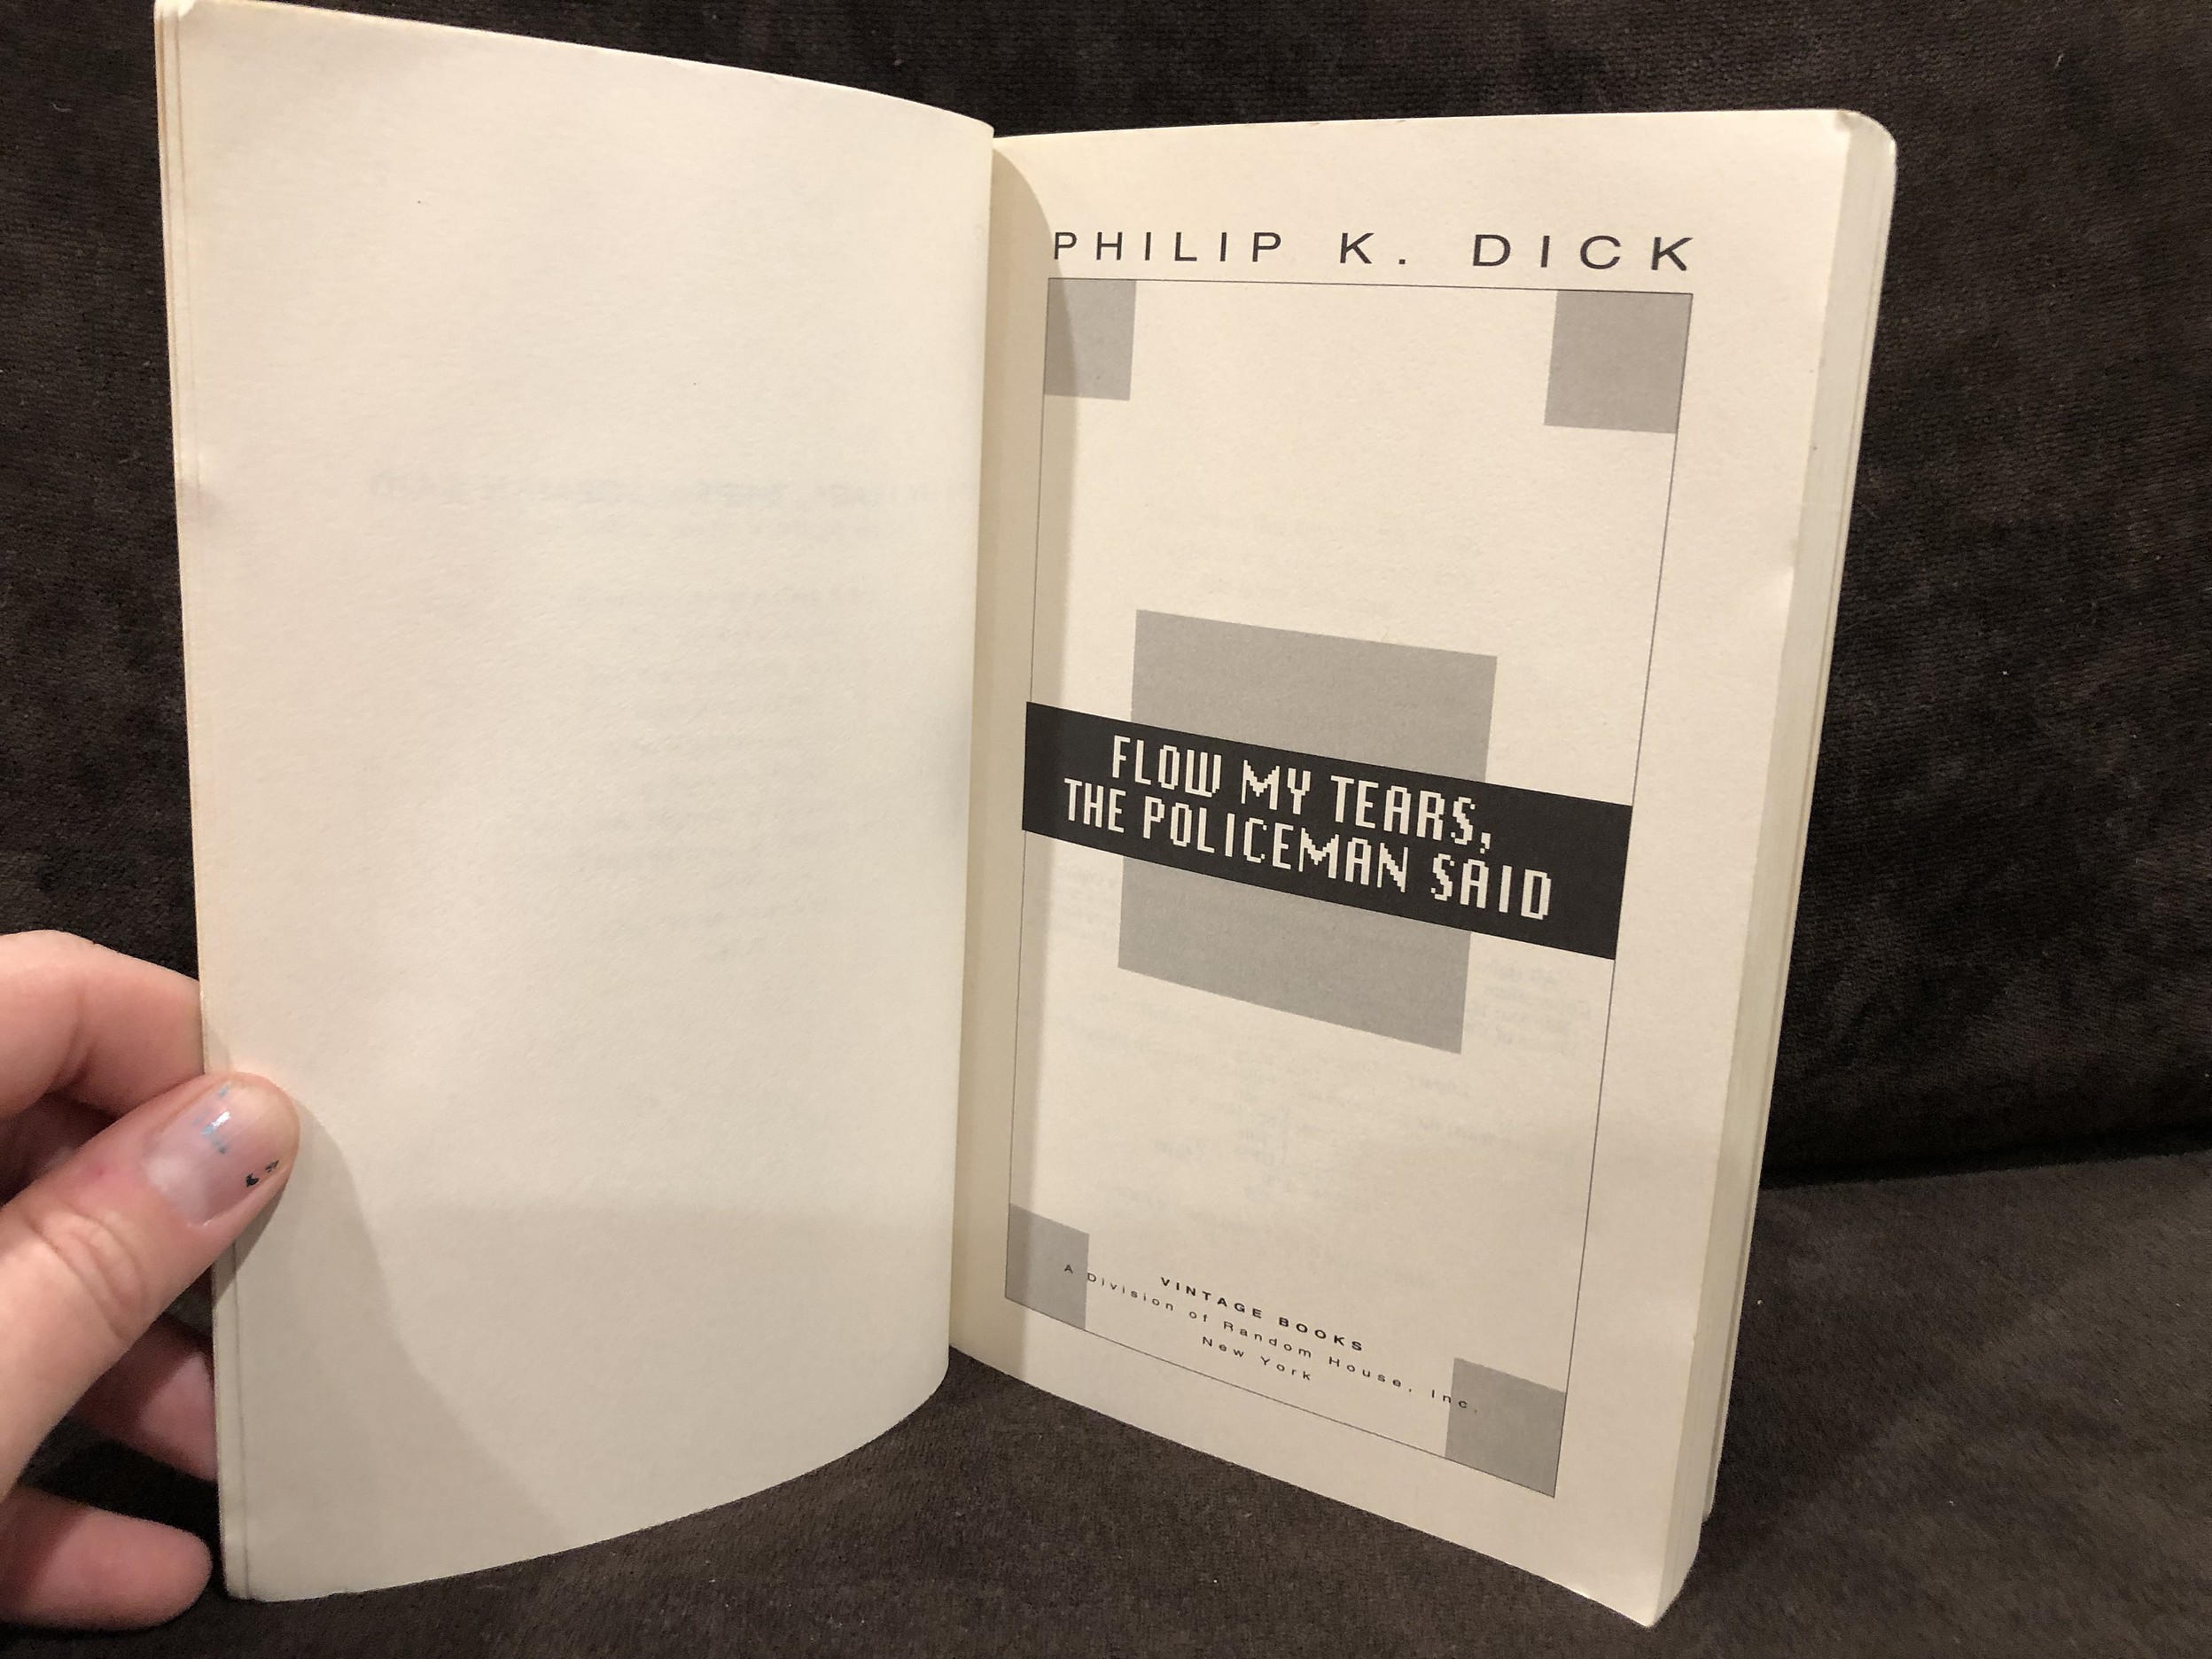 PHILIP K. DICK
FLOW MY TEARS,
THE POLICEMAN SAID
VINTAGE BOOKS
A Division of Random House, Inc.
New York